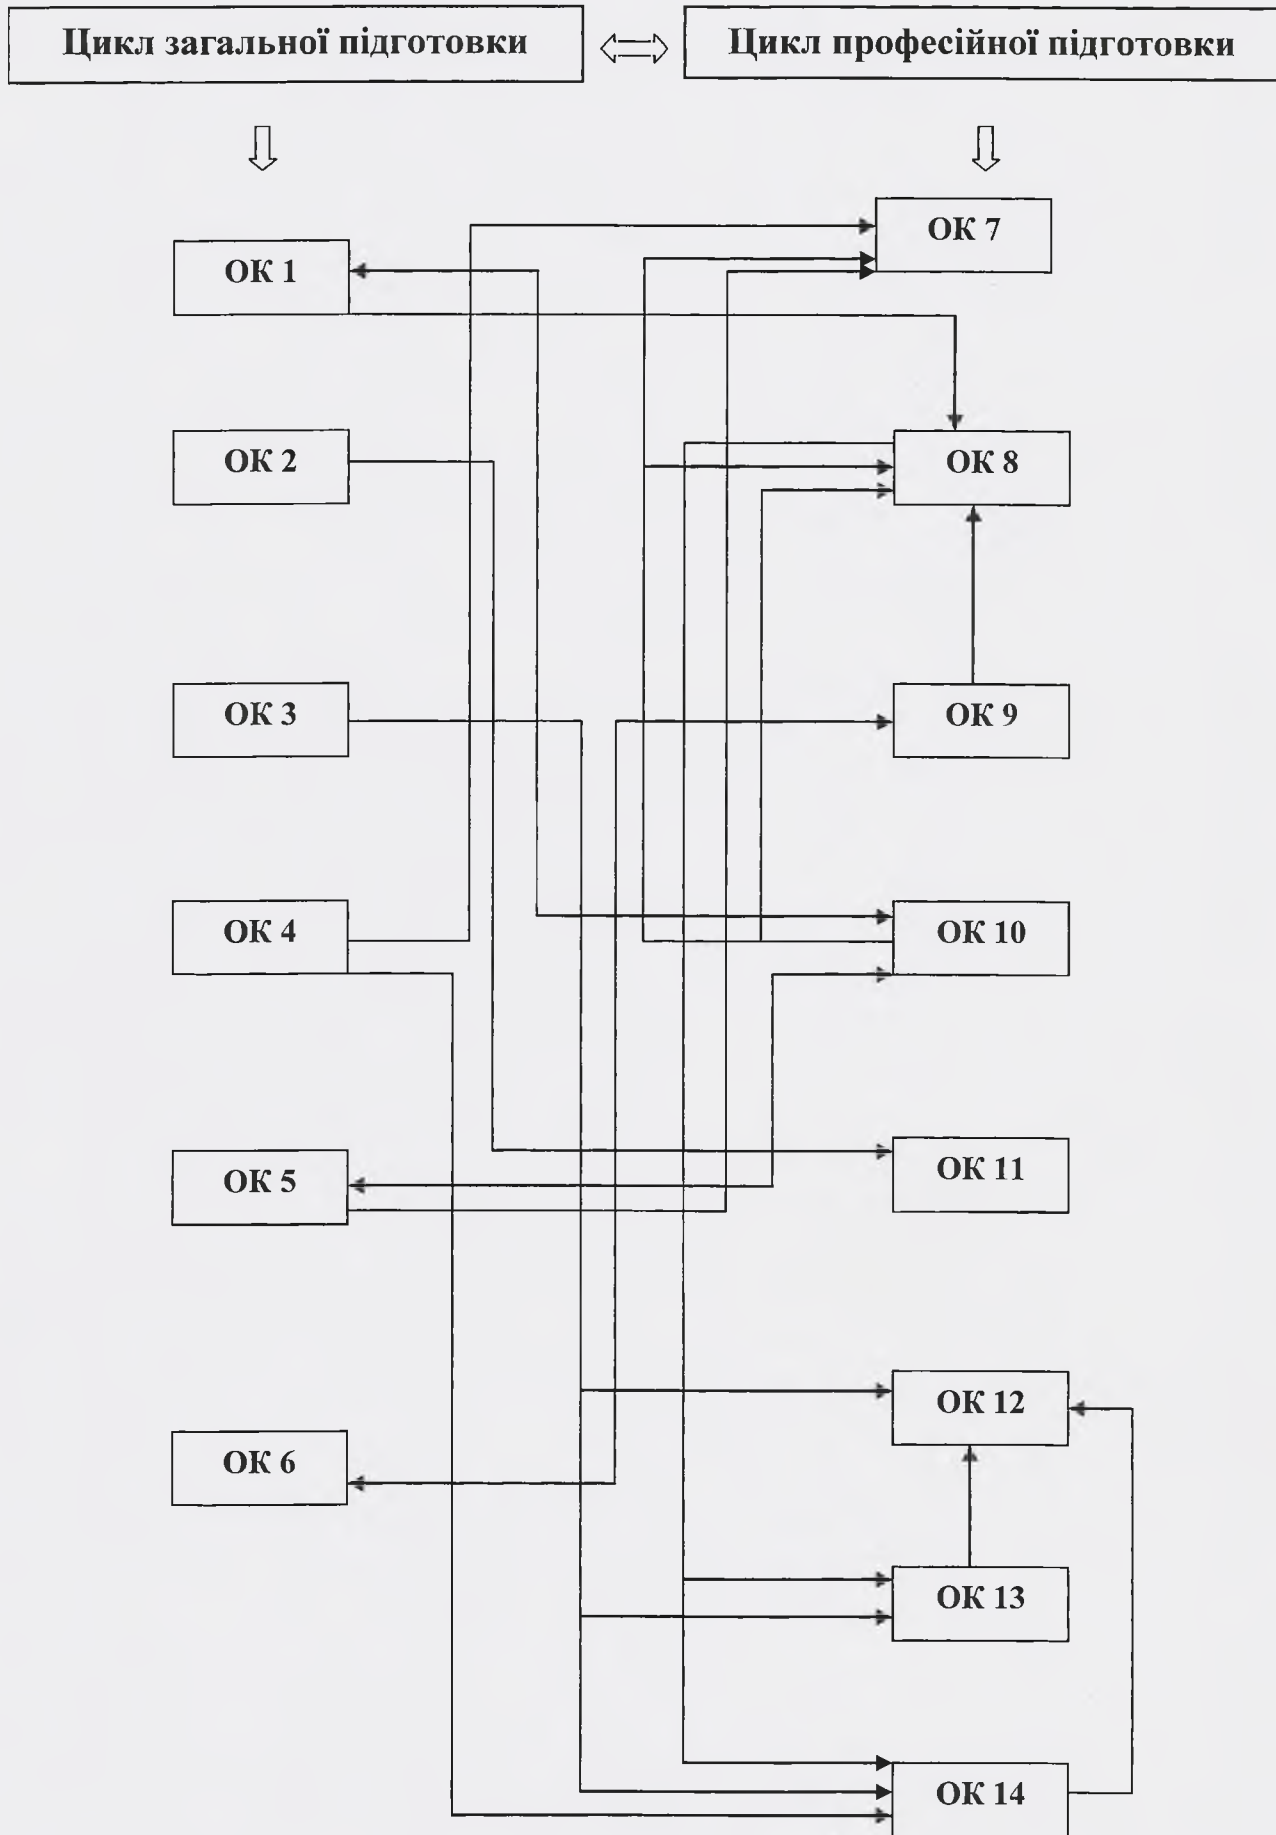 Цикл загальної підготовки
Цикл професійної підготовки
ОК 1
ОК 2
ОК 3
ОК 4
ОК 5
ОК 6
ОК 7
ОК 8
ОК 9
ОК 10
ОК 11
ОК 12
ОК 13
ОК 14